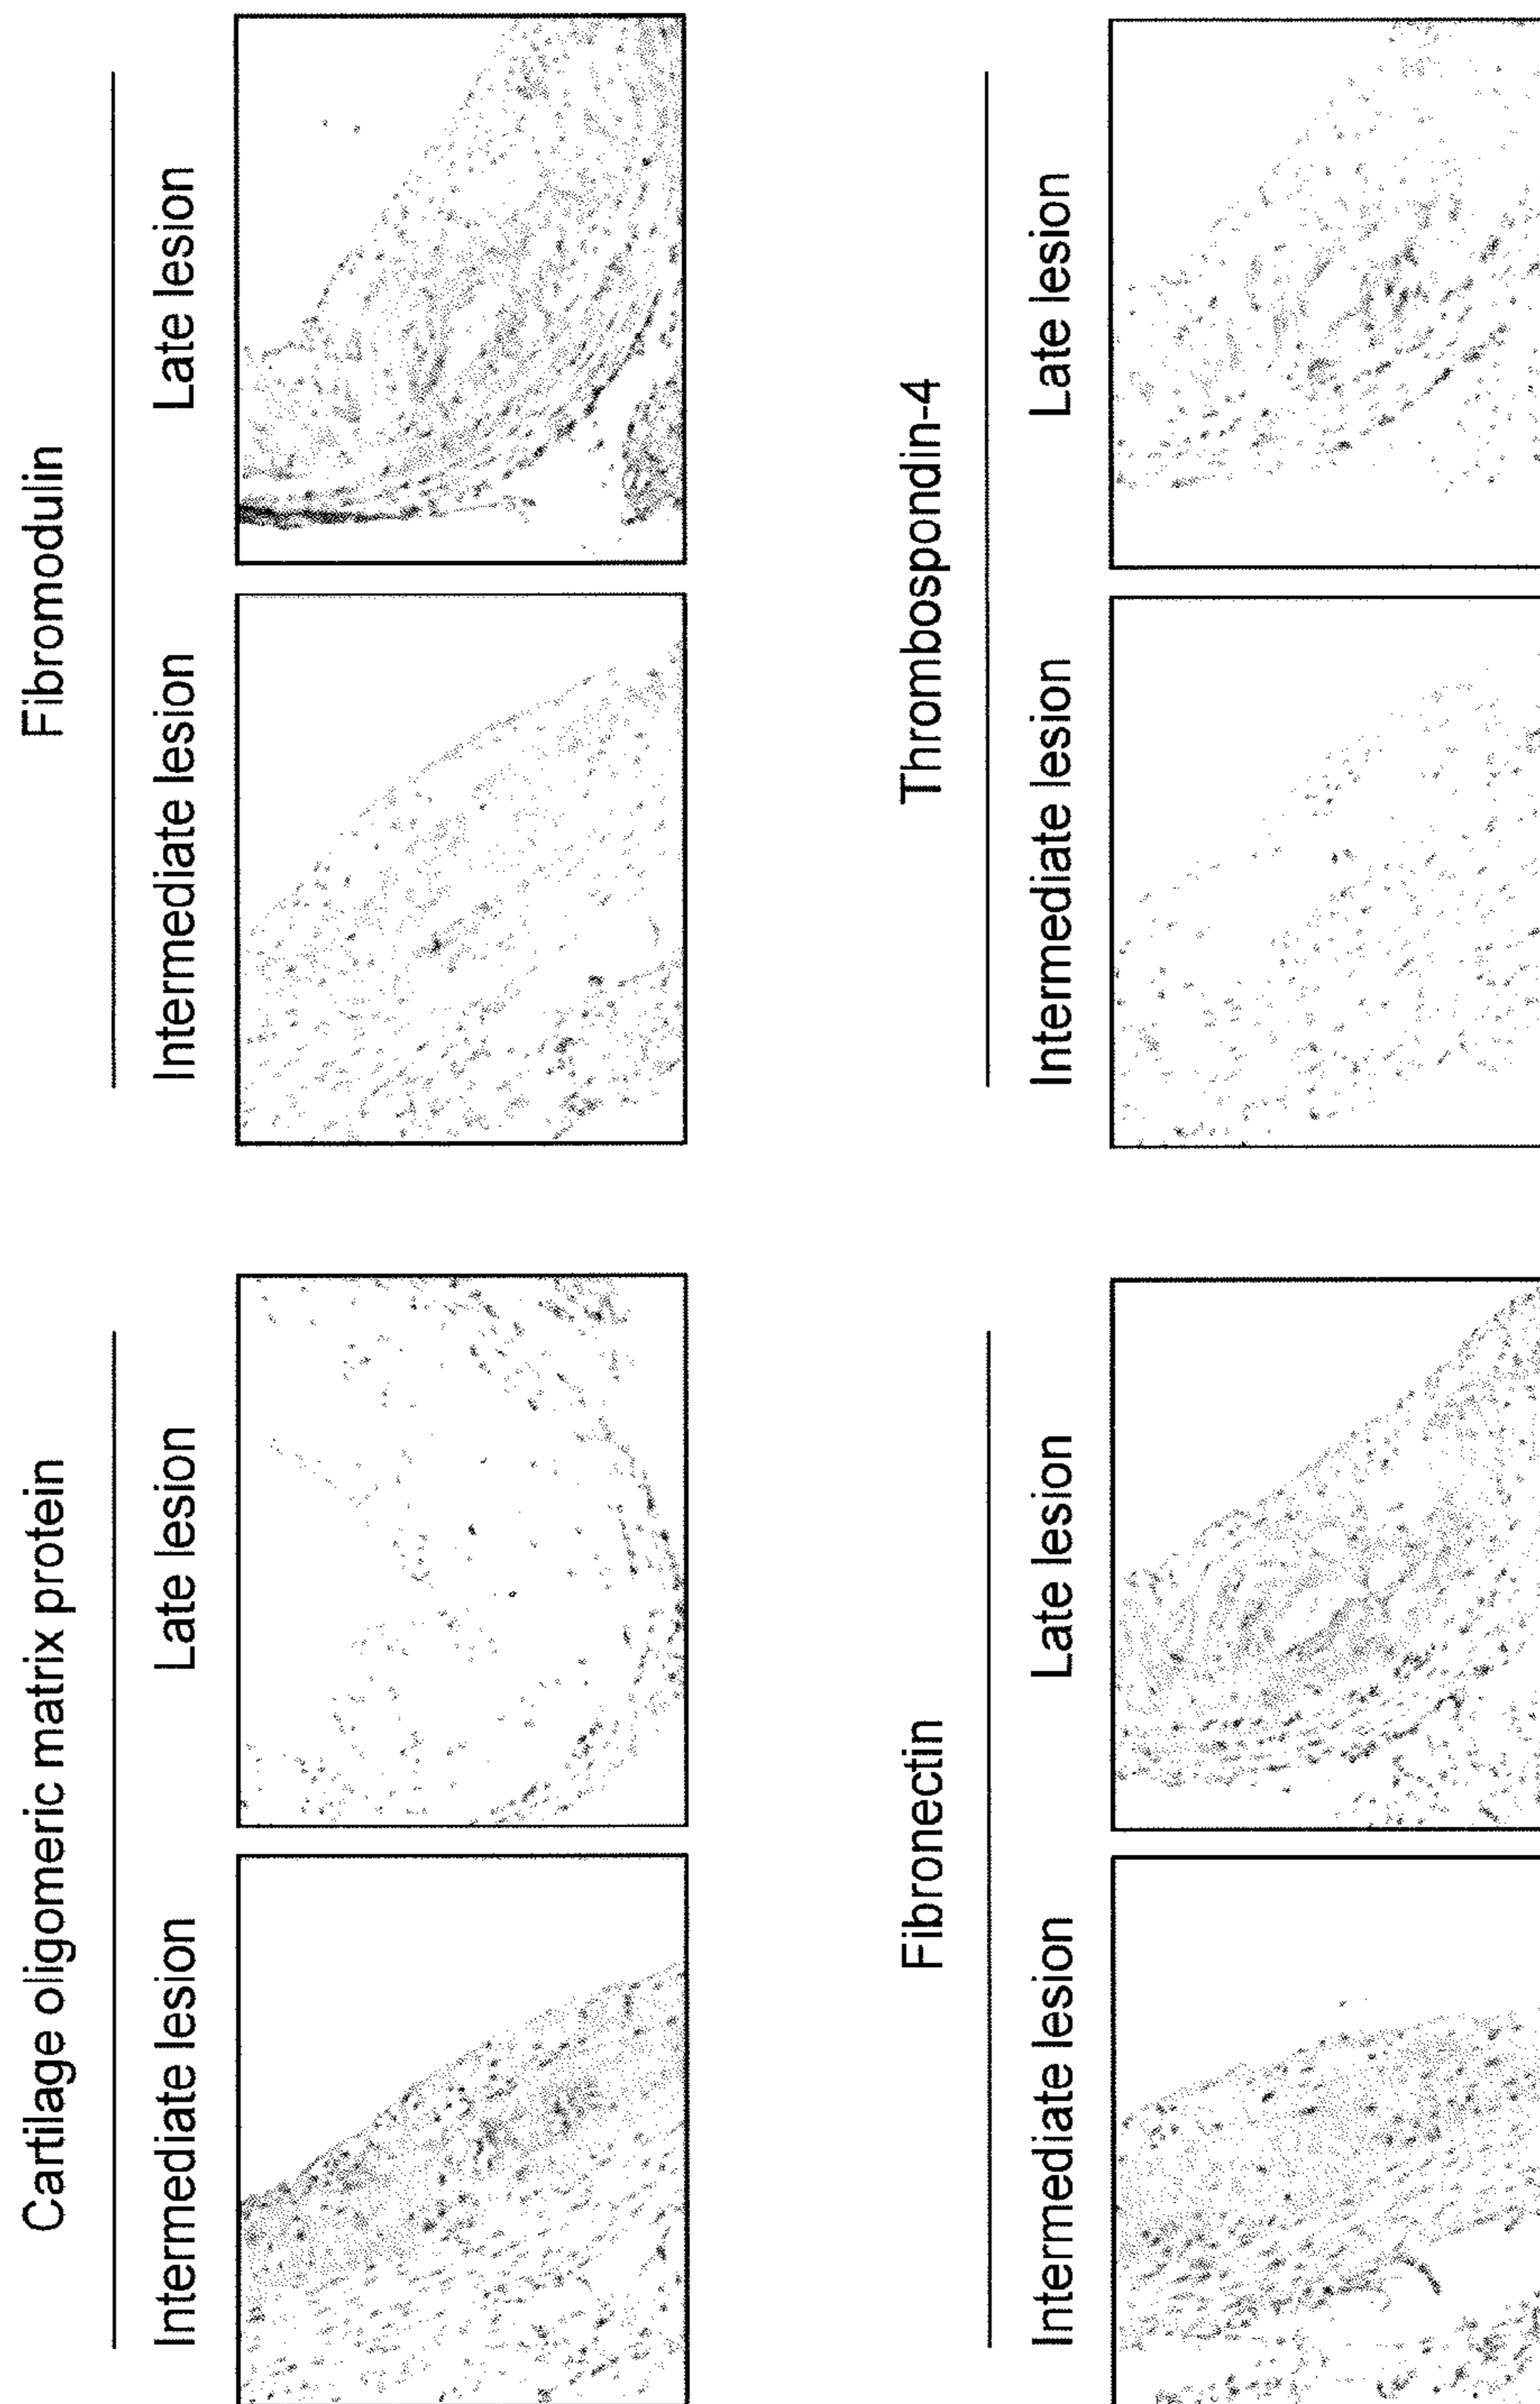 Cartilage oligomeric matrix protein
Intermediate lesion
Late lesion
Fibromodulin
Intermediate lesion
Late lesion
Fibronectin
Intermediate lesion
Late lesion
Thrombospondin-4
Intermediate lesion
Late lesion